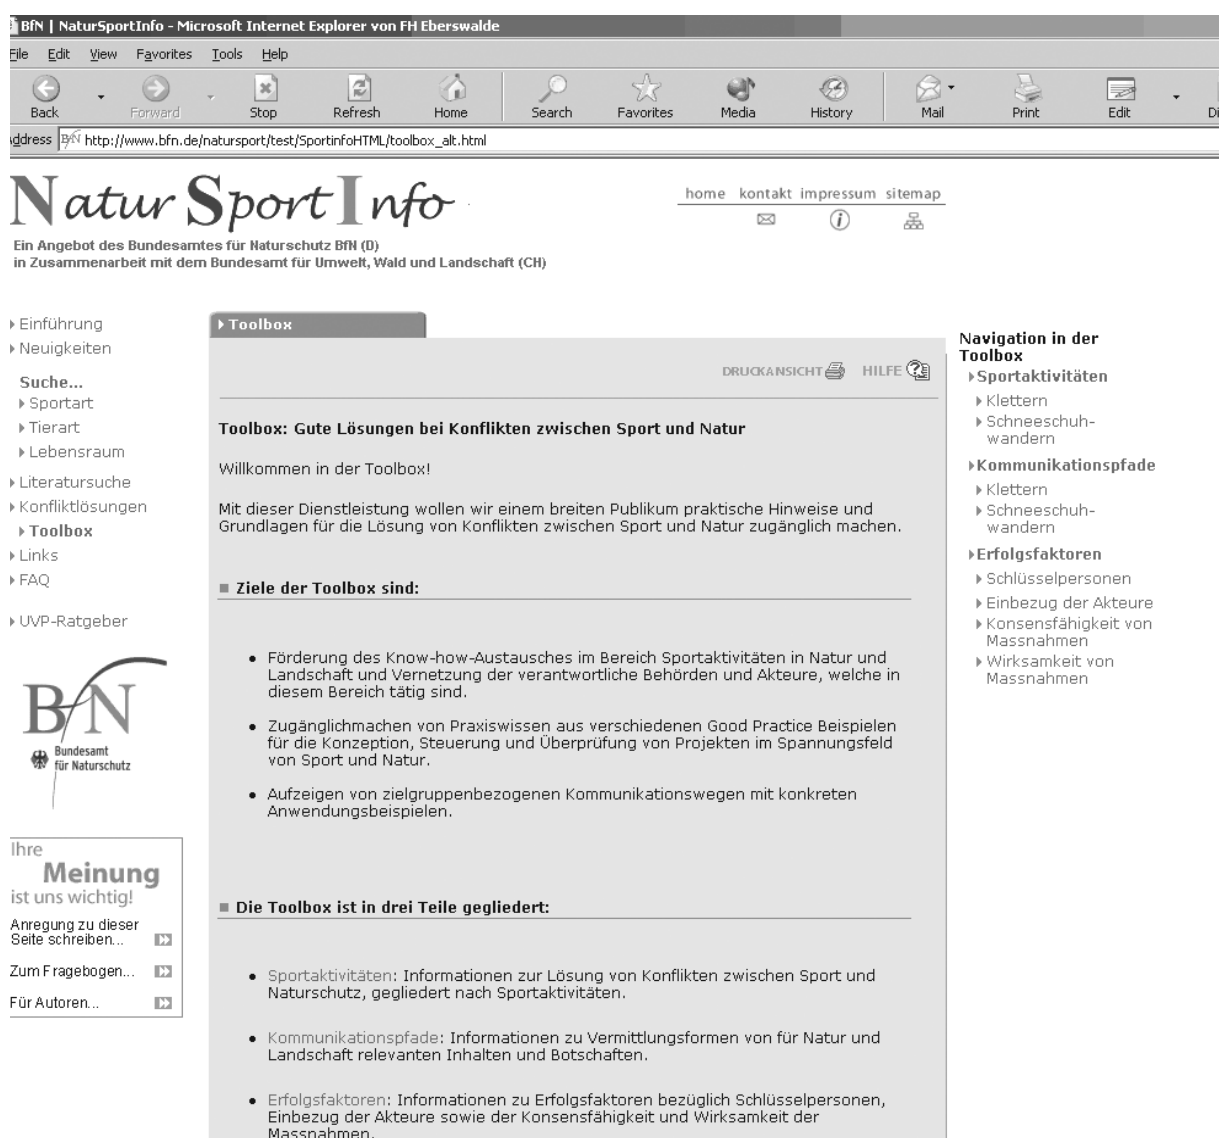 BfN | NaturSportInfo - Microsoft Internet Explorer von FH Eberswalde
File Edit View Favorites Tools Help
Back Forward Stop Refresh Home Search Favorites Media History Mail Print Edit
Address http://www.bfn.de/natursport/test/SportinfoHTML/toolbox_alt.html
Natur Sport Info
home kontakt impressum sitemap
Ein Angebot des Bundesamtes für Naturschutz BfN (D)
in Zusammenarbeit mit dem Bundesamt für Umwelt, Wald und Landschaft (CH)
Einführung
Neuigkeiten
Suche...
Sportart
Tierart
Lebensraum
Literatursuche
Konfliktlösungen
Toolbox
Links
FAQ
UVP-Ratgeber
BfN
Bundesamt
für Naturschutz
Ihre
Meinung
ist uns wichtig!
Anregung zu dieser
Seite schreiben...
Zum Fragebogen...
Für Autoren...
Toolbox
DRUCKANSICHT HILFE
Toolbox: Gute Lösungen bei Konflikten zwischen Sport und Natur
Willkommen in der Toolbox!
Mit dieser Dienstleistung wollen wir einem breiten Publikum praktische Hinweise und
Grundlagen für die Lösung von Konflikten zwischen Sport und Natur zugänglich machen.
Ziele der Toolbox sind:
• Förderung des Know-how-Austausches im Bereich Sportaktivitäten in Natur und
Landschaft und Vernetzung der verantwortliche Behörden und Akteure, welche in
diesem Bereich tätig sind.
• Zugänglichmachen von Praxiswissen aus verschiedenen Good Practice Beispielen
für die Konzeption, Steuerung und Überprüfung von Projekten im Spannungsfeld
von Sport und Natur.
• Aufzeigen von zielgruppenbezogenen Kommunikationswegen mit konkreten
Anwendungsbeispielen.
Die Toolbox ist in drei Teile gegliedert:
• Sportaktivitäten: Informationen zur Lösung von Konflikten zwischen Sport und
Naturschutz, gegliedert nach Sportaktivitäten.
• Kommunikationspfade: Informationen zu Vermittlungsformen von für Natur und
Landschaft relevanten Inhalten und Botschaften.
• Erfolgsfaktoren: Informationen zu Erfolgsfaktoren bezüglich Schlüsselpersonen,
Einbezug der Akteure sowie der Konsensfähigkeit und Wirksamkeit der
Massnahmen.
Navigation in der
Toolbox
Sportaktivitäten
Klettern
Schneeschuh-
wandern
Kommunikationspfade
Klettern
Schneeschuh-
wandern
Erfolgsfaktoren
Schlüsselpersonen
Einbezug der Akteure
Konsensfähigkeit von
Massnahmen
Wirksamkeit von
Massnahmen